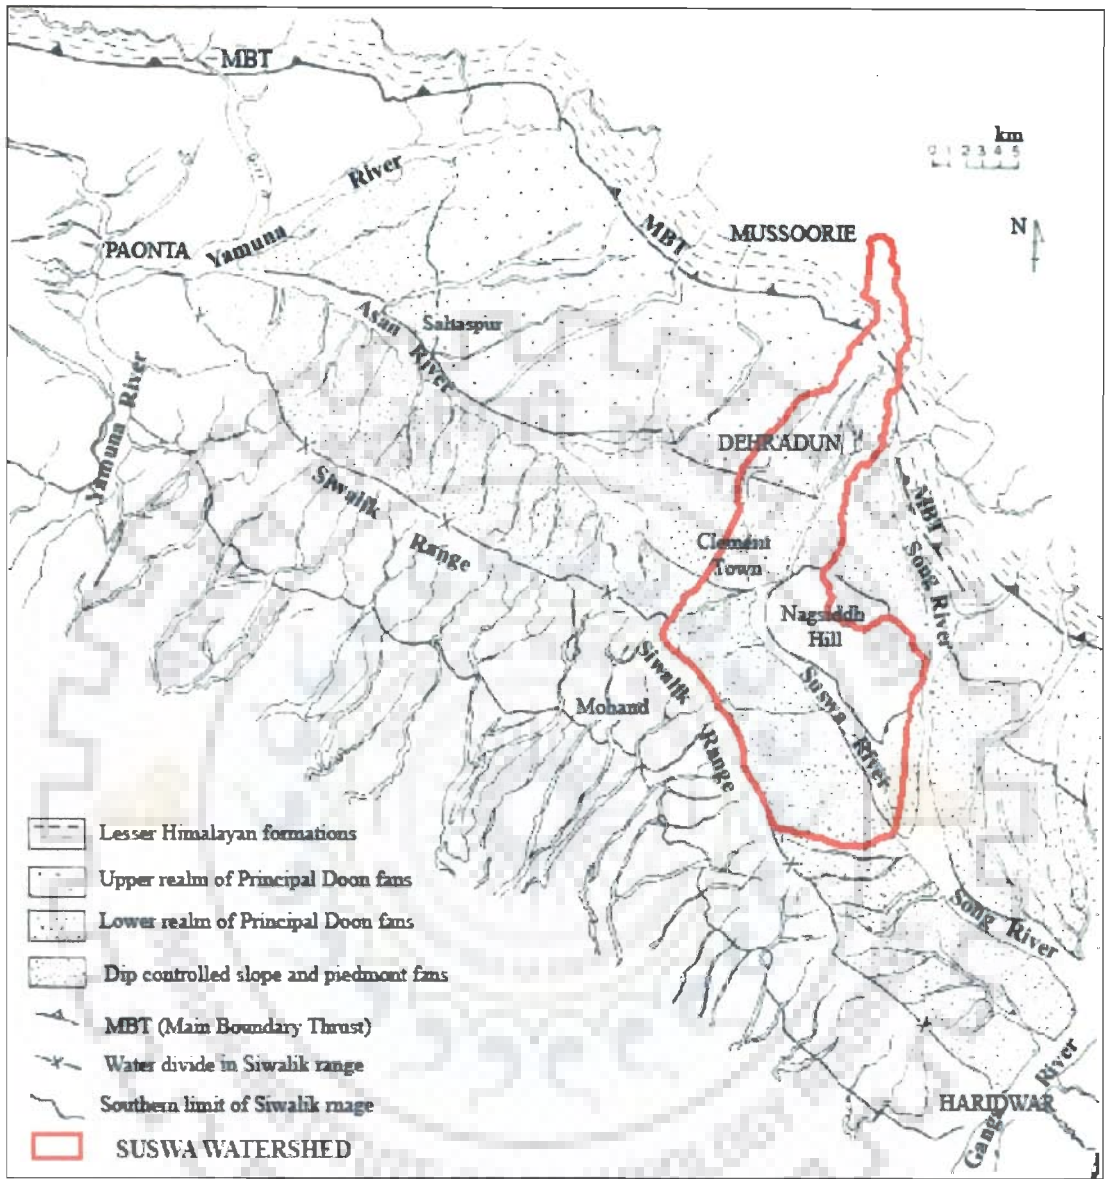 MBT
km
0 1 2 3 4 5
River
MBT
MUSSOORIE
N
PAONTA
Yamuna
Asan
Sahaspur
River
Yamuna River
DEHRADUN
Siwalik
MBT
Range
Clement
Town
Song River
Nagsiddh
Hill
Siwalik
Suswa
Mohand
Range
River
Lesser Himalayan formations
Upper realm of Principal Doon fans
Lower realm of Principal Doon fans
Song River
Dip controlled slope and piedmont fans
MBT (Main Boundary Thrust)
Water divide in Siwalik range
River
Southern limit of Siwalik rnage
HARIDWAR
Ganga
SUSWA WATERSHED